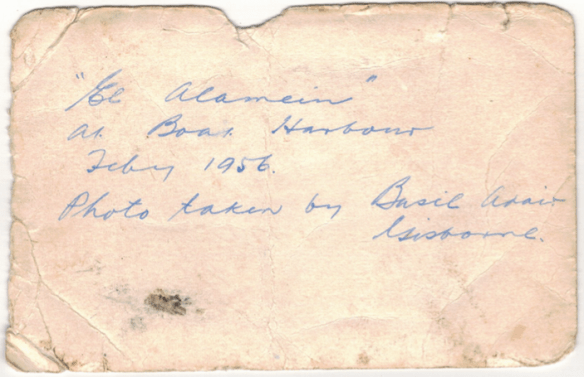 "El Alamein"
at Boat Harbour
Feby 1956.
Photo taken by Basil Adair
Gisborne.